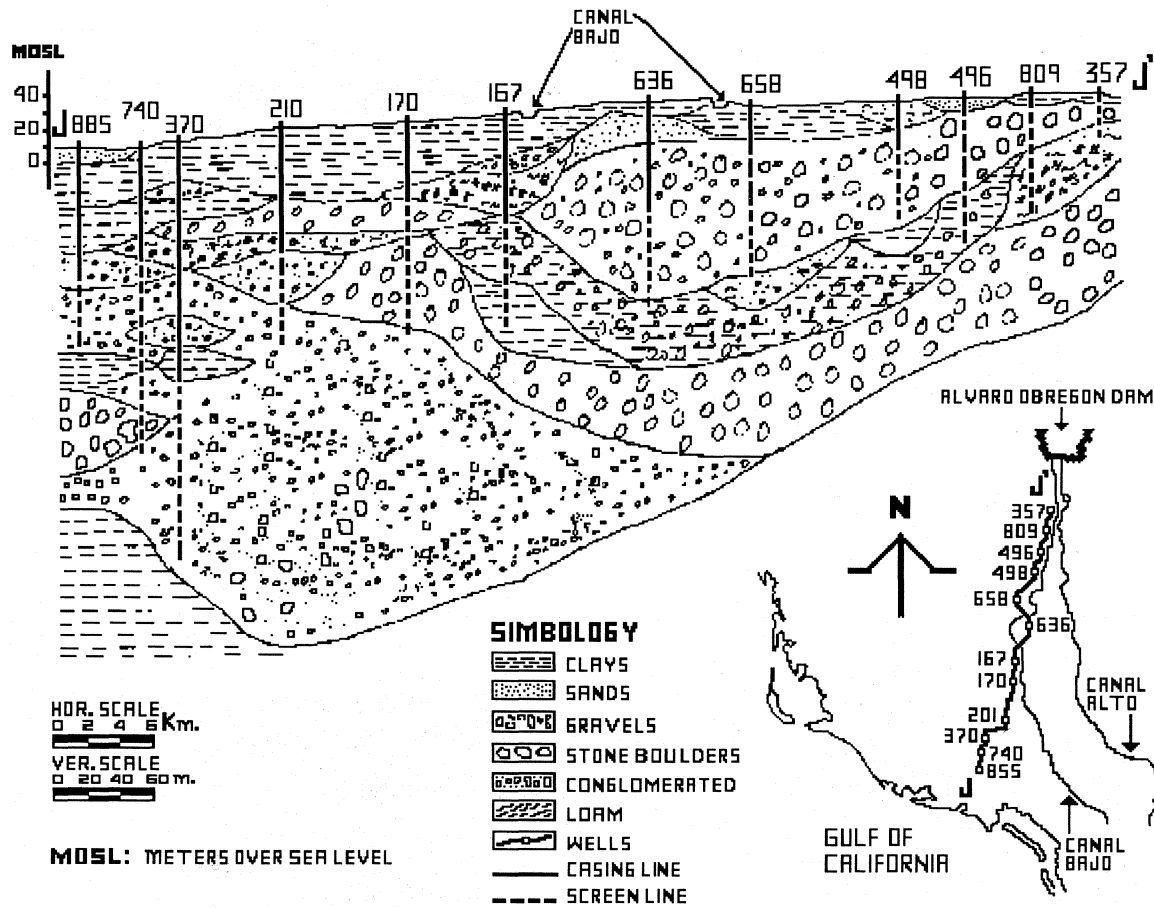 CANAL
BAJO
MOSL
40
20
0
J
885
740
370
210
170
167
636
658
498
496
809
357
J'
ALVARO OBREGON DAM
J'
357
809
496
498
658
636
167
170
201
370
740
855
J
N
CANAL
ALTO
CANAL
BAJO
GULF OF
CALIFORNIA
SIMBOLOGY
CLAYS
SANDS
GRAVELS
STONE BOULDERS
CONGLOMERATED
LOAM
WELLS
CASING LINE
SCREEN LINE
HOR. SCALE
0 2 4 6 Km.
VER. SCALE
0 20 40 60 m.
MOSL: METERS OVER SEA LEVEL